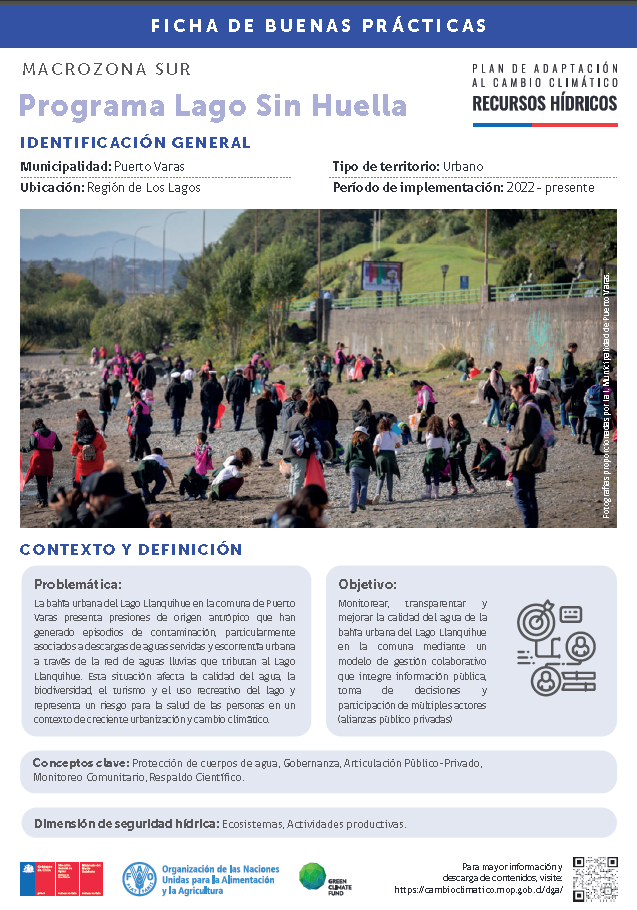 FICHA DE BUENAS PRÁCTICAS
MACROZONA SUR
PLAN DE ADAPTACIÓN
AL CAMBIO CLIMÁTICO
RECURSOS HÍDRICOS
Programa Lago Sin Huella
IDENTIFICACIÓN GENERAL
Municipalidad: Puerto Varas
Tipo de territorio: Urbano
Ubicación: Región de Los Lagos
Período de implementación: 2022 - presente
Fotografías proporcionadas por la I. Municipalidad de Puerto Varas.
CONTEXTO Y DEFINICIÓN
Problemática:
La bahía urbana del Lago Llanquihue en la comuna de Puerto
Varas presenta presiones de origen antrópico que han
generado episodios de contaminación, particularmente
asociados a descargas de aguas servidas y escorrentía urbana
a través de la red de aguas lluvias que tributan al Lago
Llanquihue. Esta situación afecta la calidad del agua, la
biodiversidad, el turismo y el uso recreativo del lago y
representa un riesgo para la salud de las personas en un
contexto de creciente urbanización y cambio climático.
Objetivo:
Monitorear, transparentar y
mejorar la calidad del agua de la
bahía urbana del Lago Llanquihue
en la comuna mediante un
modelo de gestión colaborativo
que integre información pública,
toma de decisiones y
participación de múltiples actores
(alianzas público privadas)
Conceptos clave: Protección de cuerpos de agua, Gobernanza, Articulación Público-Privado,
Monitoreo Comunitario, Respaldo Científico.
Dimensión de seguridad hídrica: Ecosistemas, Actividades productivas.
FAO
Organización de las Naciones
Unidas para la Alimentación
y la Agricultura
GREEN
CLIMATE
FUND
Para mayor información y
descarga de contenidos, visite:
https://cambioclimatico.mop.gob.cl/dga/